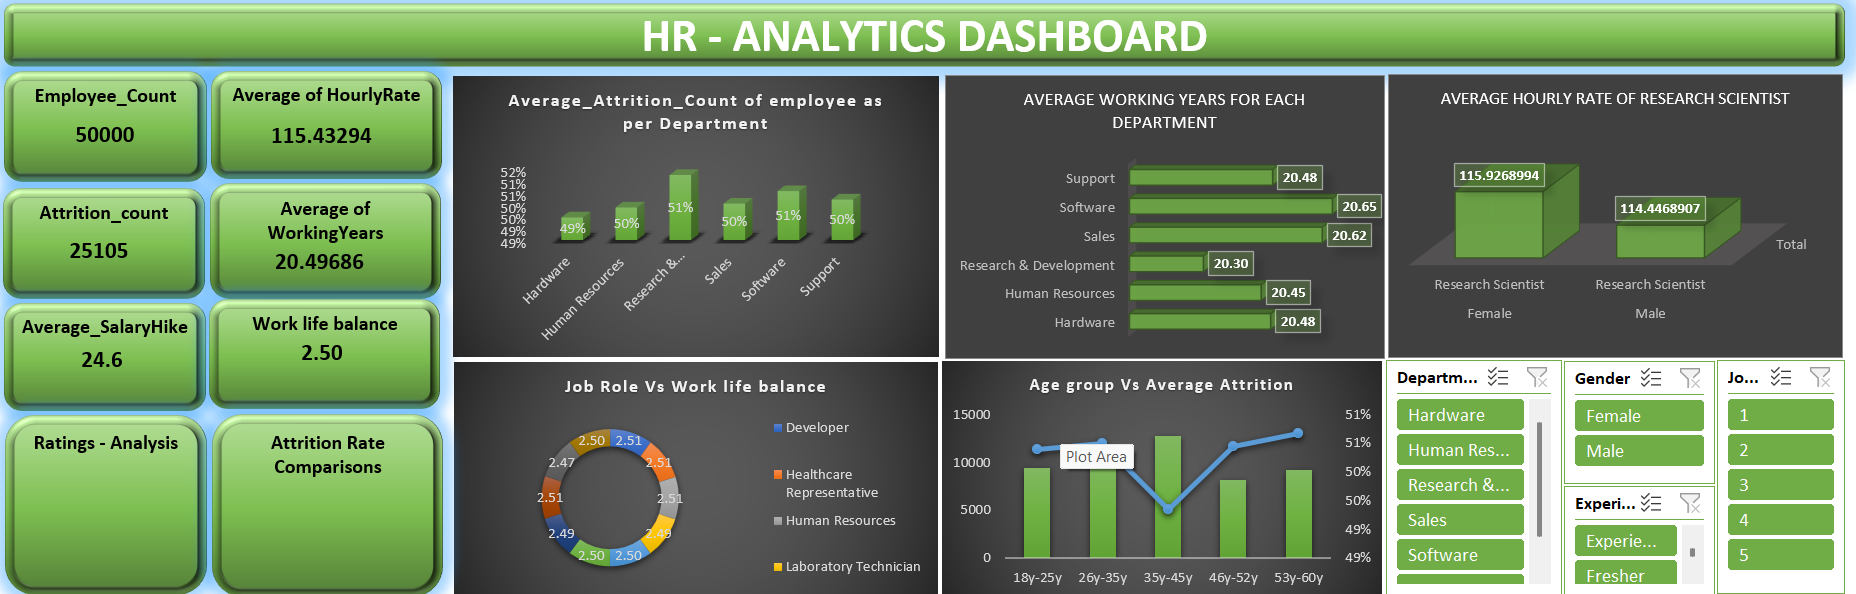 HR - ANALYTICS DASHBOARD
Employee_Count
50000
Average of HourlyRate
115.43294
Attrition_count
25105
Average of
WorkingYears
20.49686
Average_SalaryHike
24.6
Work life balance
2.50
Ratings - Analysis
Attrition Rate
Comparisons
Average_Attrition_Count of employee as
per Department
52%
51%
51%
50%
50%
49%
49%
49%
50%
51%
50%
51%
50%
Hardware
Human Resources
Research &...
Sales
Software
Support
AVERAGE WORKING YEARS FOR EACH
DEPARTMENT
Support 20.48
Software 20.65
Sales 20.62
Research & Development 20.30
Human Resources 20.45
Hardware 20.48
AVERAGE HOURLY RATE OF RESEARCH SCIENTIST
115.9268994
114.4468907
Total
Research Scientist Research Scientist
Female Male
Job Role Vs Work life balance
2.50 2.51
2.47 2.51
2.51 2.51
2.49 2.49
2.50 2.50
Developer
Healthcare
Representative
Human Resources
Laboratory Technician
Age group Vs Average Attrition
15000
10000
5000
0
Plot Area
51%
51%
50%
50%
49%
49%
18y-25y 26y-35y 35y-45y 46y-52y 53y-60y
Departm...
Hardware
Human Res...
Research &...
Sales
Software
Gender
Female
Male
Experi...
Experie...
Fresher
Jo...
1
2
3
4
5